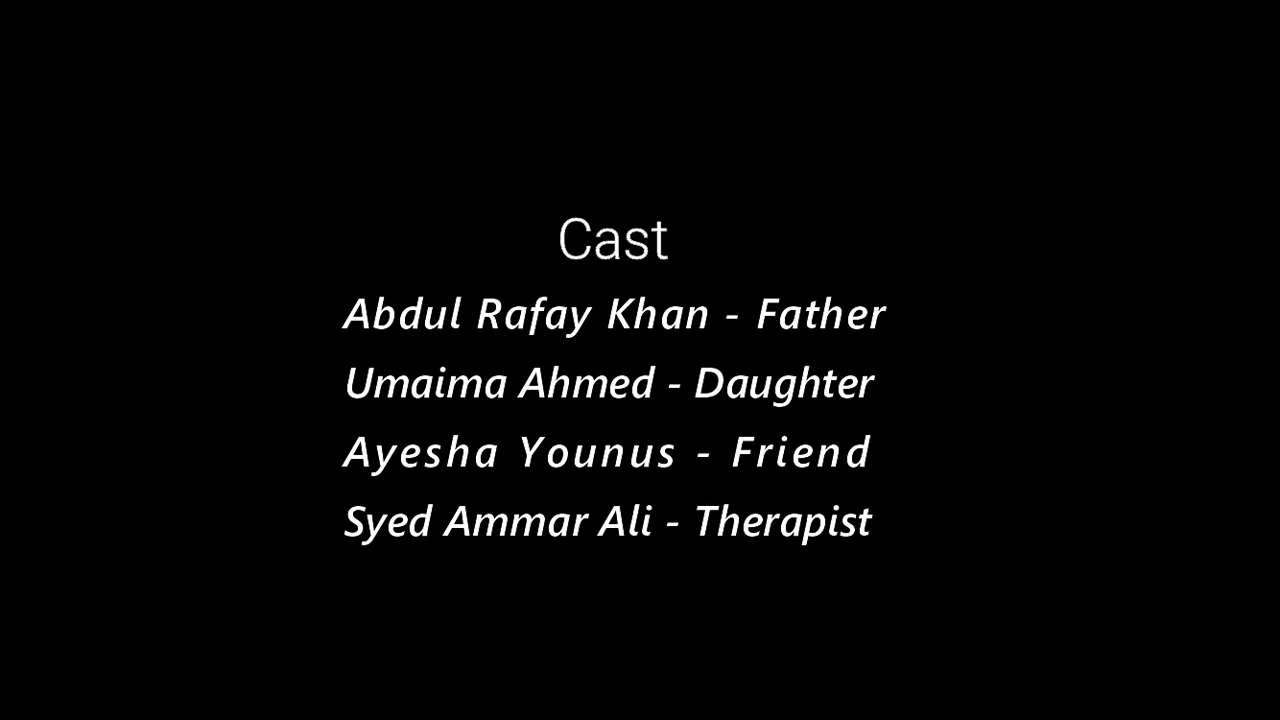 Cast
Abdul Rafay Khan - Father
Umaima Ahmed - Daughter
Ayesha Younus - Friend
Syed Ammar Ali - Therapist